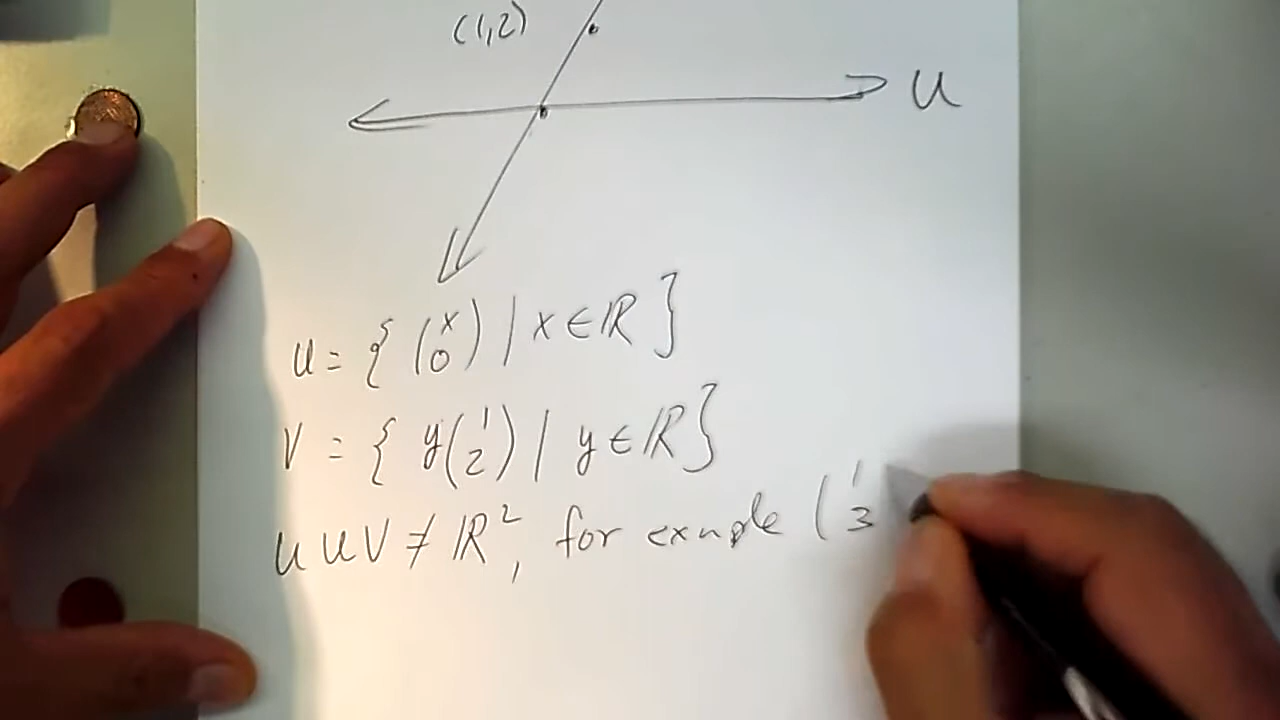 (1,2)
U
U = { (x 0) | x ∈ ℝ }
V = { y(1 2) | y ∈ ℝ }
U ∪ V ≠ ℝ², for exmple (1 3